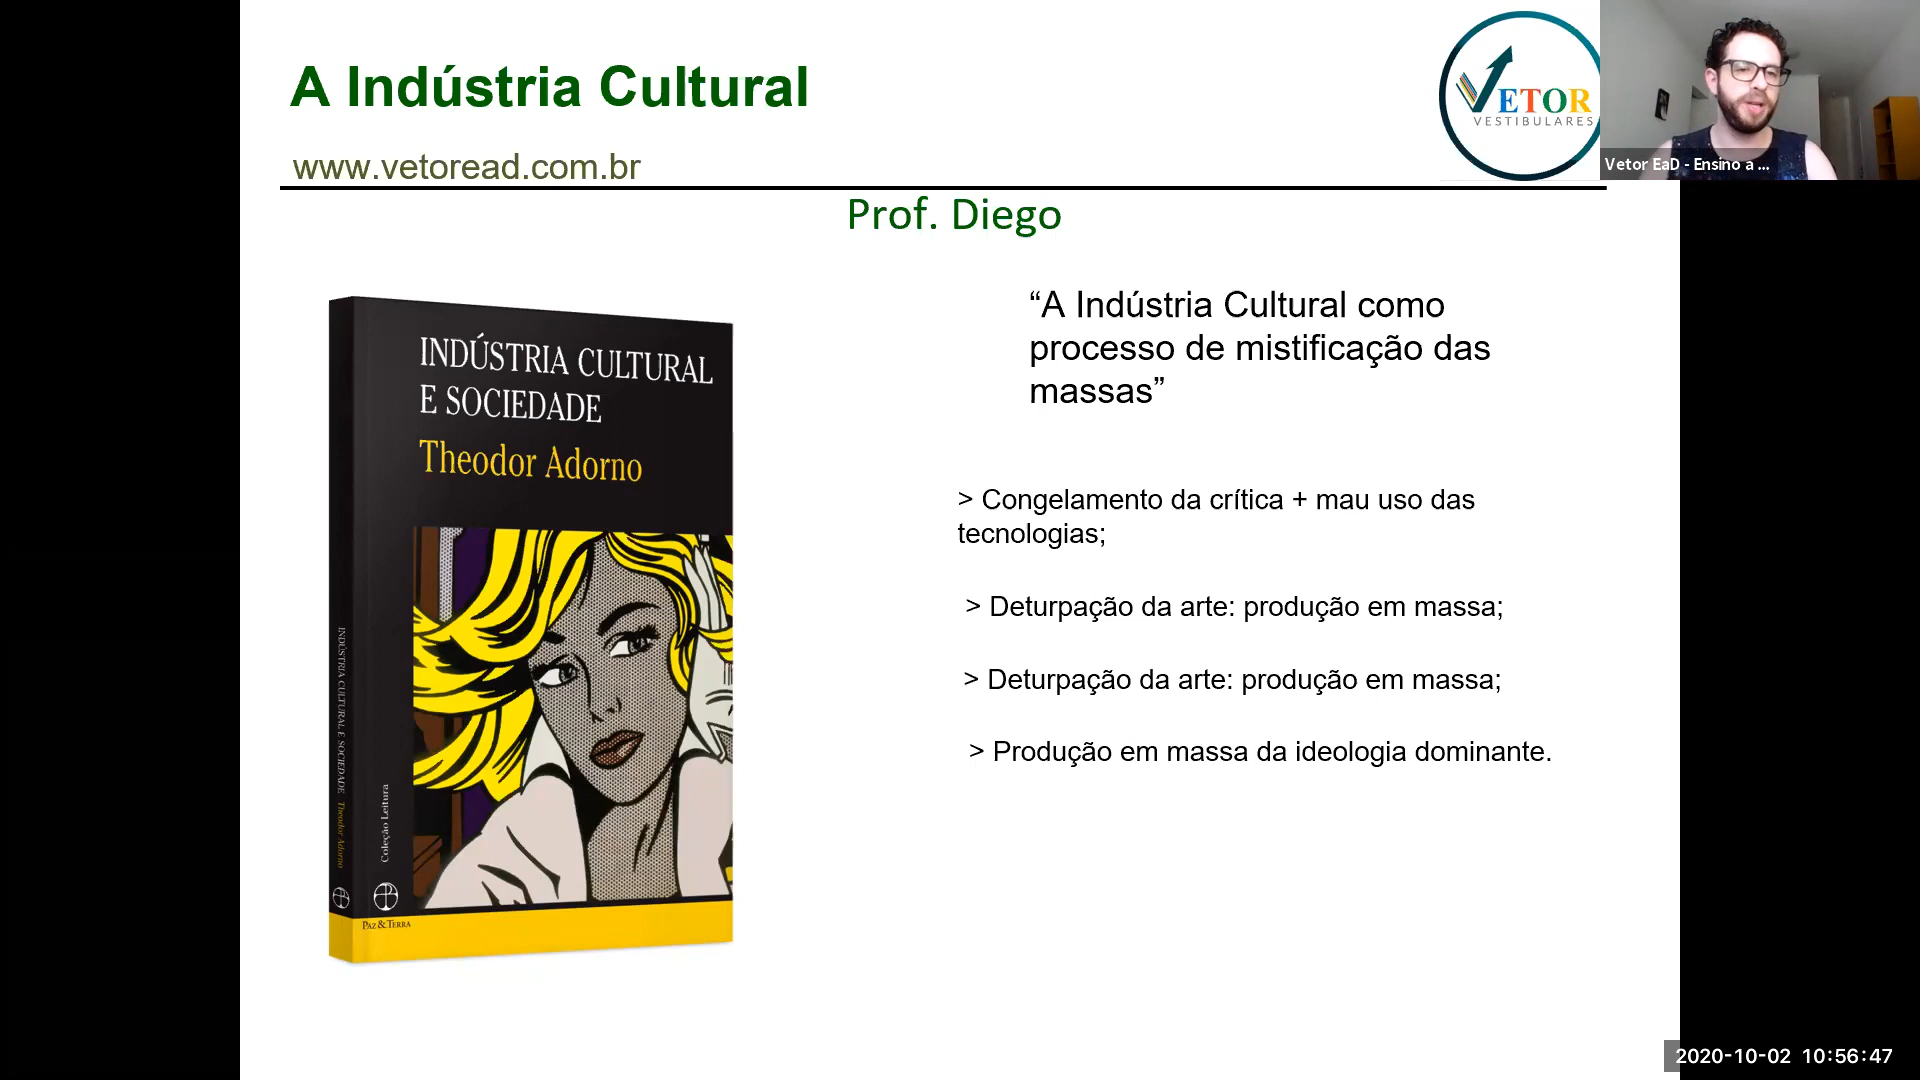 A Indústria Cultural
www.vetoread.com.br
VETOR
VESTIBULARES
Vetor EaD - Ensino a ...
Prof. Diego
INDÚSTRIA CULTURAL
E SOCIEDADE
Theodor Adorno
INDÚSTRIA CULTURAL E SOCIEDADE Theodor Adorno
Coleção Leitura
PAZ & TERRA
“A Indústria Cultural como
processo de mistificação das
massas”
> Congelamento da crítica + mau uso das
tecnologias;
> Deturpação da arte: produção em massa;
> Deturpação da arte: produção em massa;
> Produção em massa da ideologia dominante.
2020-10-02 10:56:47